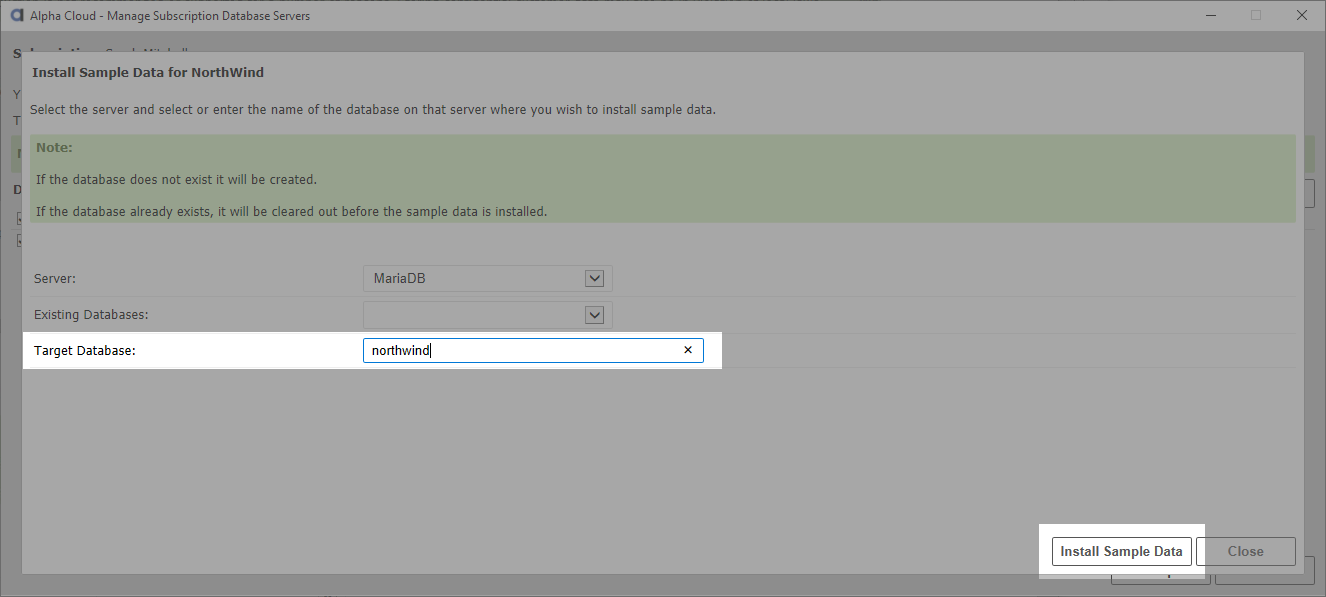 Alpha Cloud - Manage Subscription Database Servers
Install Sample Data for NorthWind
Select the server and select or enter the name of the database on that server where you wish to install sample data.
Note:
If the database does not exist it will be created.
If the database already exists, it will be cleared out before the sample data is installed.
Server: MariaDB
Existing Databases:
Target Database: northwind
Install Sample Data Close